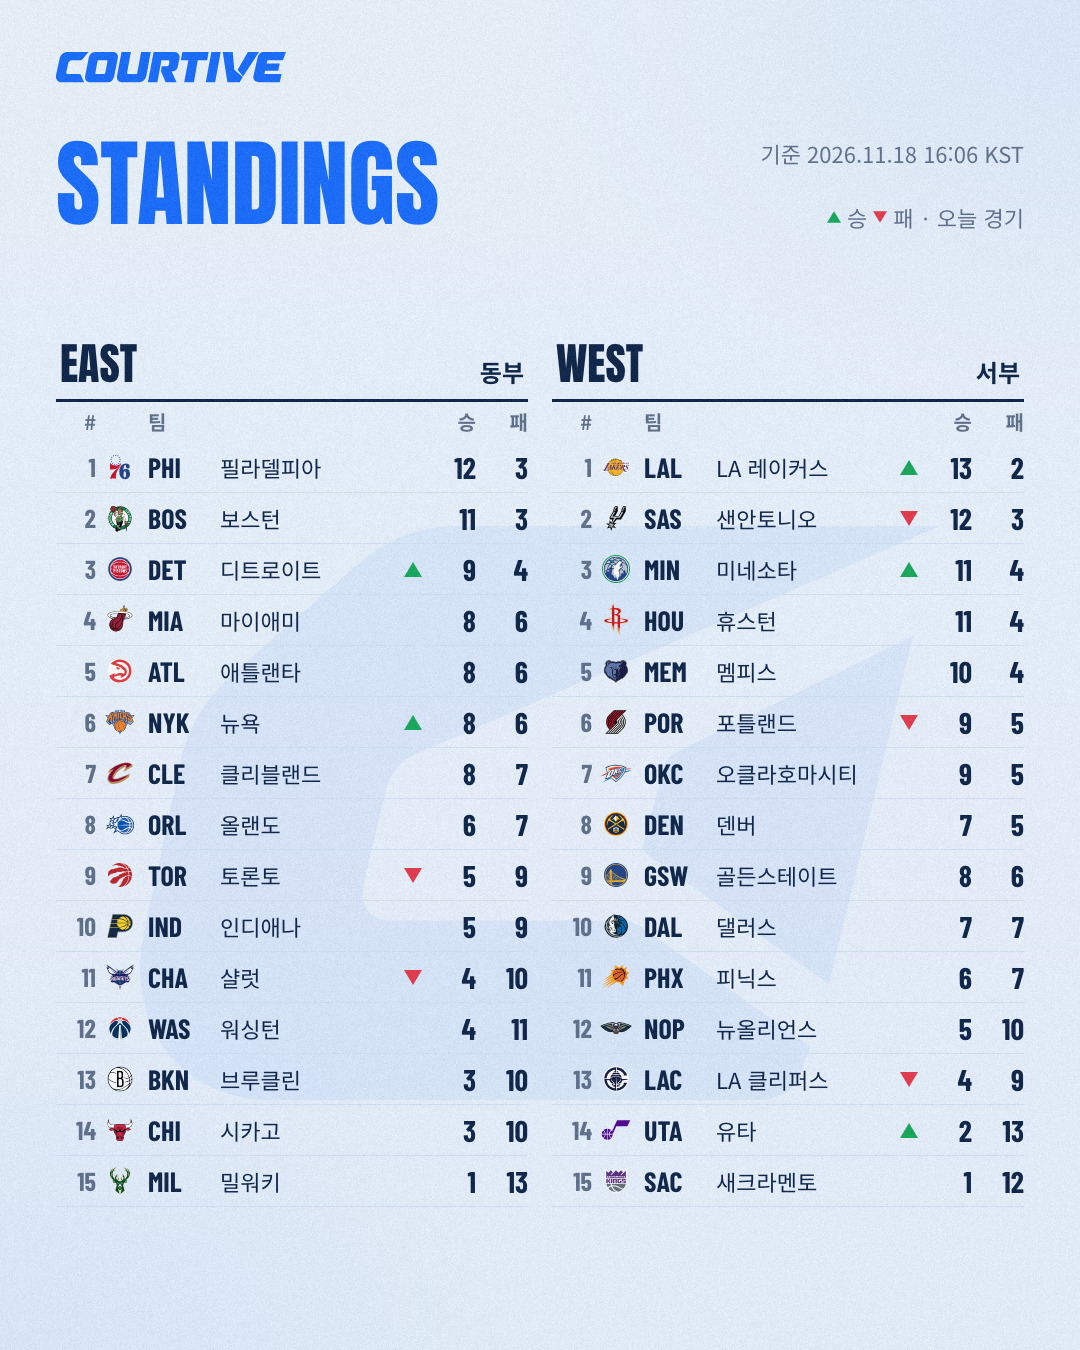 COURTIVE
STANDINGS
기준 2026.11.18 16:06 KST
▲ 승 ▼ 패 · 오늘 경기
EAST 동부
# 팀 승 패
1 76 PHI 필라델피아 12 3
2 BOS 보스턴 11 3
3 DET 디트로이트 ▲ 9 4
4 MIA 마이애미 8 6
5 ATL 애틀랜타 8 6
6 NYK 뉴욕 ▲ 8 6
7 CLE 클리블랜드 8 7
8 ORL 올랜도 6 7
9 TOR 토론토 ▼ 5 9
10 IND 인디애나 5 9
11 CHA 샬럿 ▼ 4 10
12 WAS 워싱턴 4 11
13 B BKN 브루클린 3 10
14 CHI 시카고 3 10
15 MIL 밀워키 1 13
WEST 서부
# 팀 승 패
1 LAKERS LAL LA 레이커스 ▲ 13 2
2 SAS 샌안토니오 ▼ 12 3
3 MIN 미네소타 ▲ 11 4
4 R HOU 휴스턴 11 4
5 MEM 멤피스 10 4
6 POR 포틀랜드 ▼ 9 5
7 OKC OKC 오클라호마시티 9 5
8 DEN 덴버 7 5
9 GSW 골든스테이트 8 6
10 DAL 댈러스 7 7
11 PHX 피닉스 6 7
12 NOP 뉴올리언스 5 10
13 LAC LA 클리퍼스 ▼ 4 9
14 UTA 유타 ▲ 2 13
15 KINGS SAC 새크라멘토 1 12